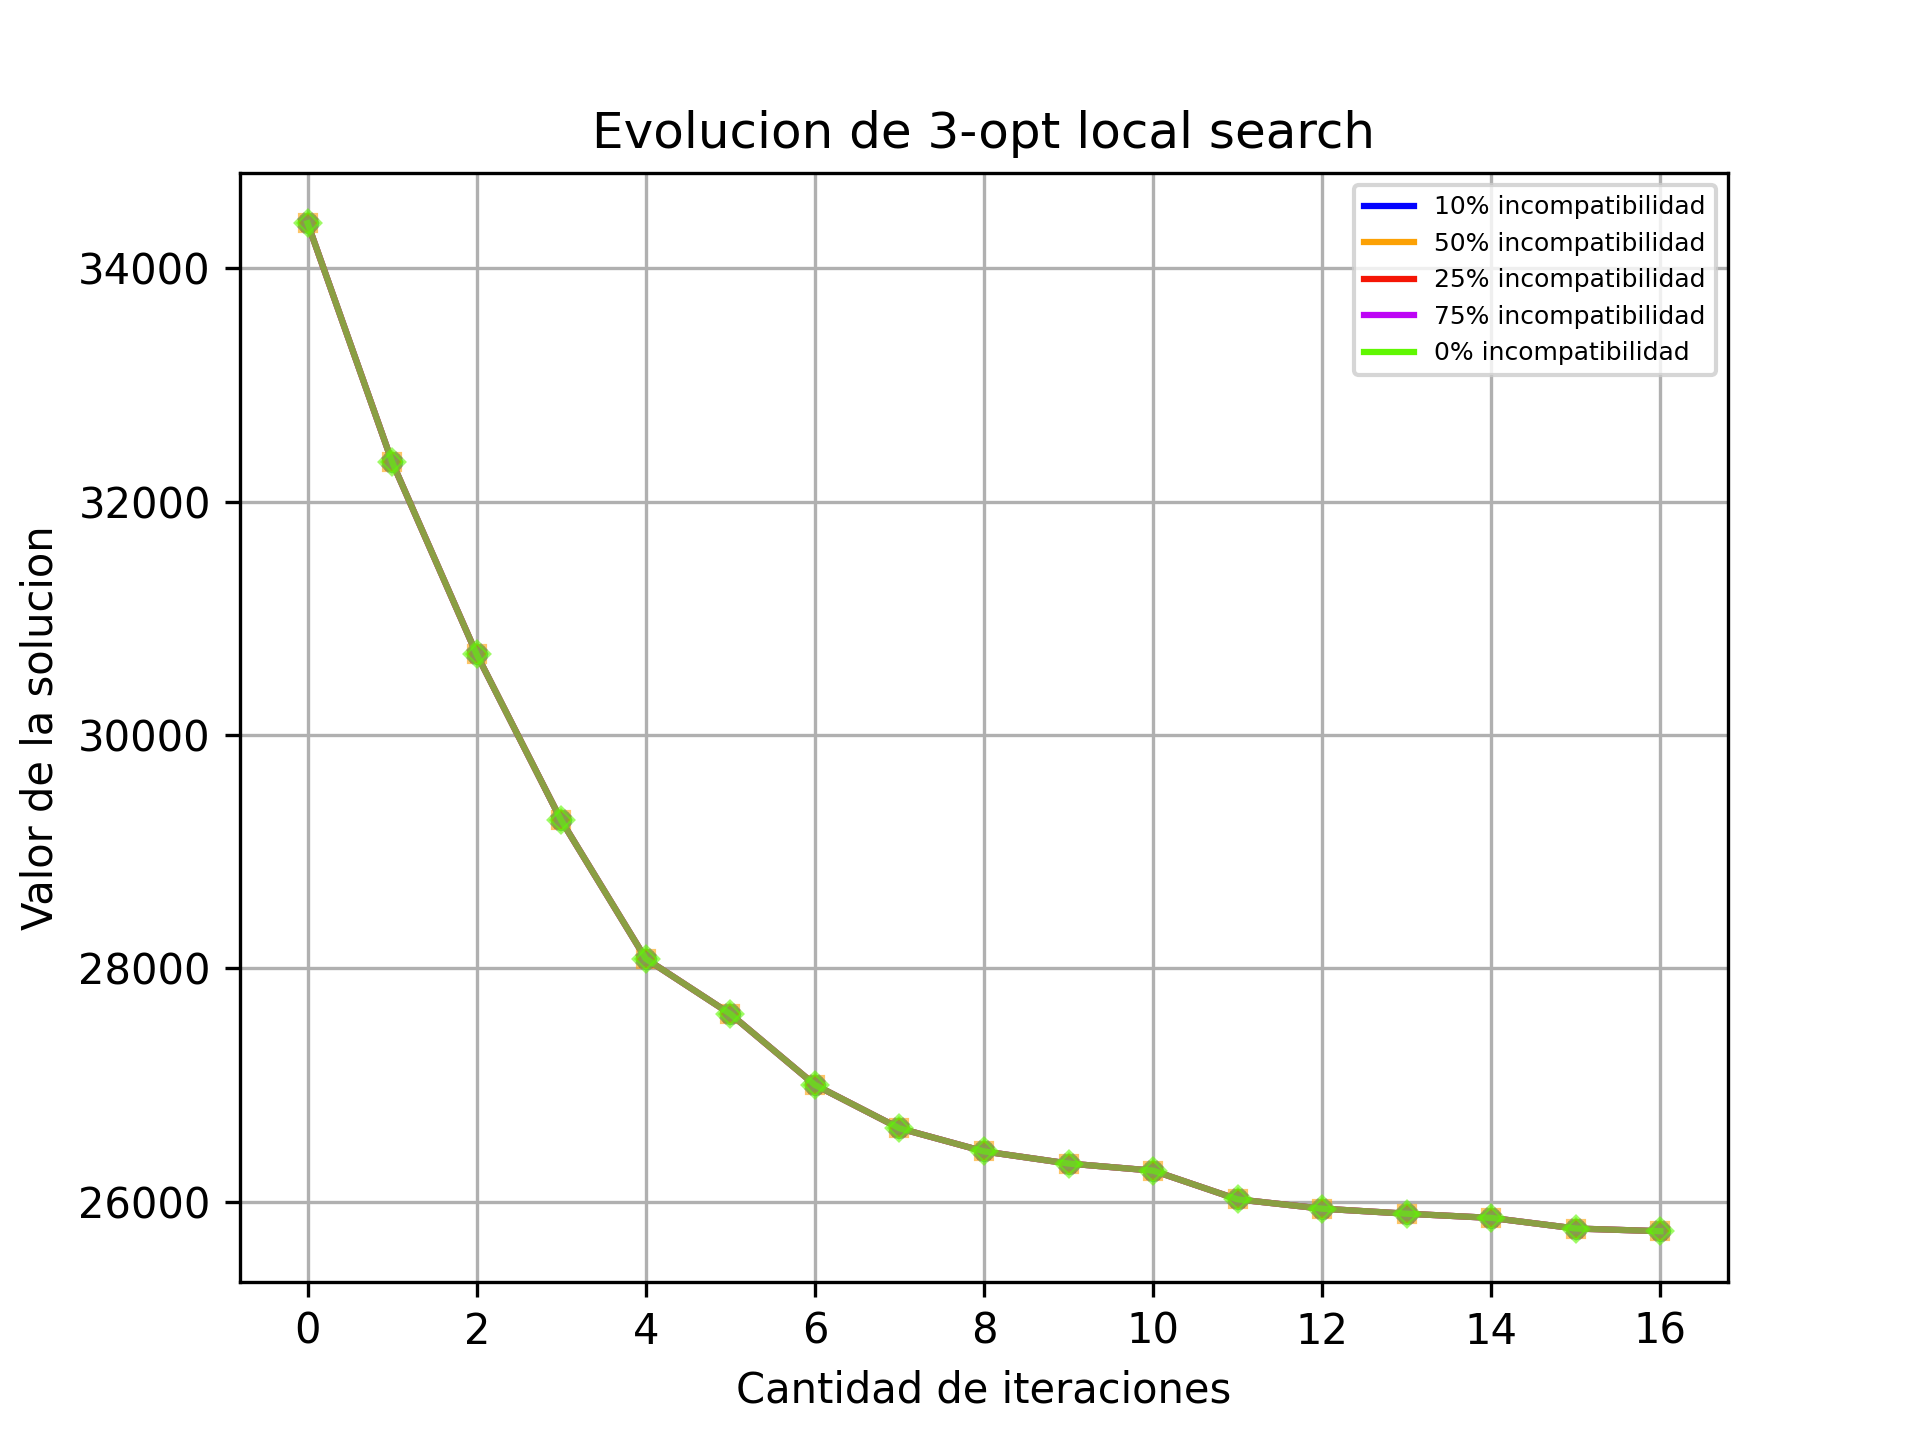 Evolucion de 3-opt local search
10% incompatibilidad
50% incompatibilidad
25% incompatibilidad
75% incompatibilidad
0% incompatibilidad
Valor de la solucion
34000
32000
30000
28000
26000
0 2 4 6 8 10 12 14 16
Cantidad de iteraciones